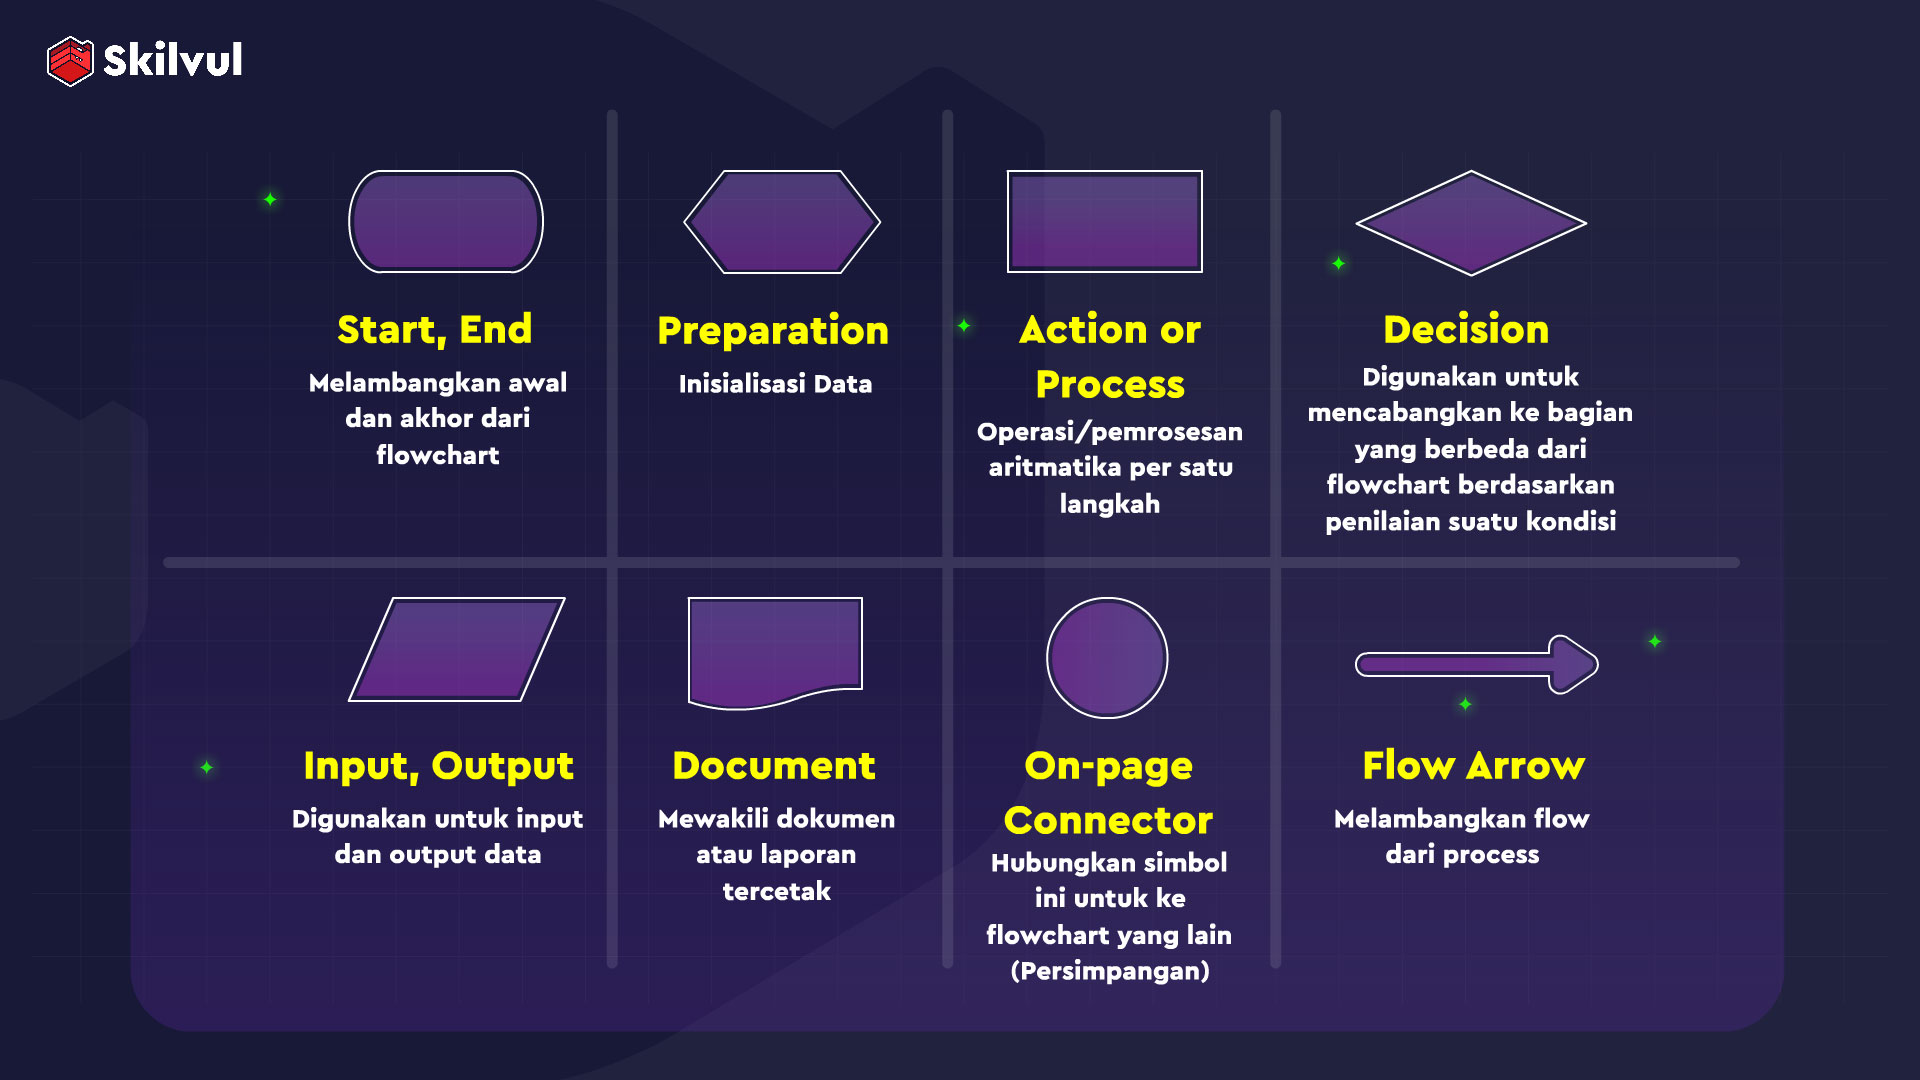 Skilvul
Start, End
Melambangkan awal
dan akhor dari
flowchart
Preparation
Inisialisasi Data
Action or
Process
Operasi/pemrosesan
aritmatika per satu
langkah
Decision
Digunakan untuk
mencabangkan ke bagian
yang berbeda dari
flowchart berdasarkan
penilaian suatu kondisi
Input, Output
Digunakan untuk input
dan output data
Document
Mewakili dokumen
atau laporan
tercetak
On-page
Connector
Hubungkan simbol
ini untuk ke
flowchart yang lain
(Persimpangan)
Flow Arrow
Melambangkan flow
dari process